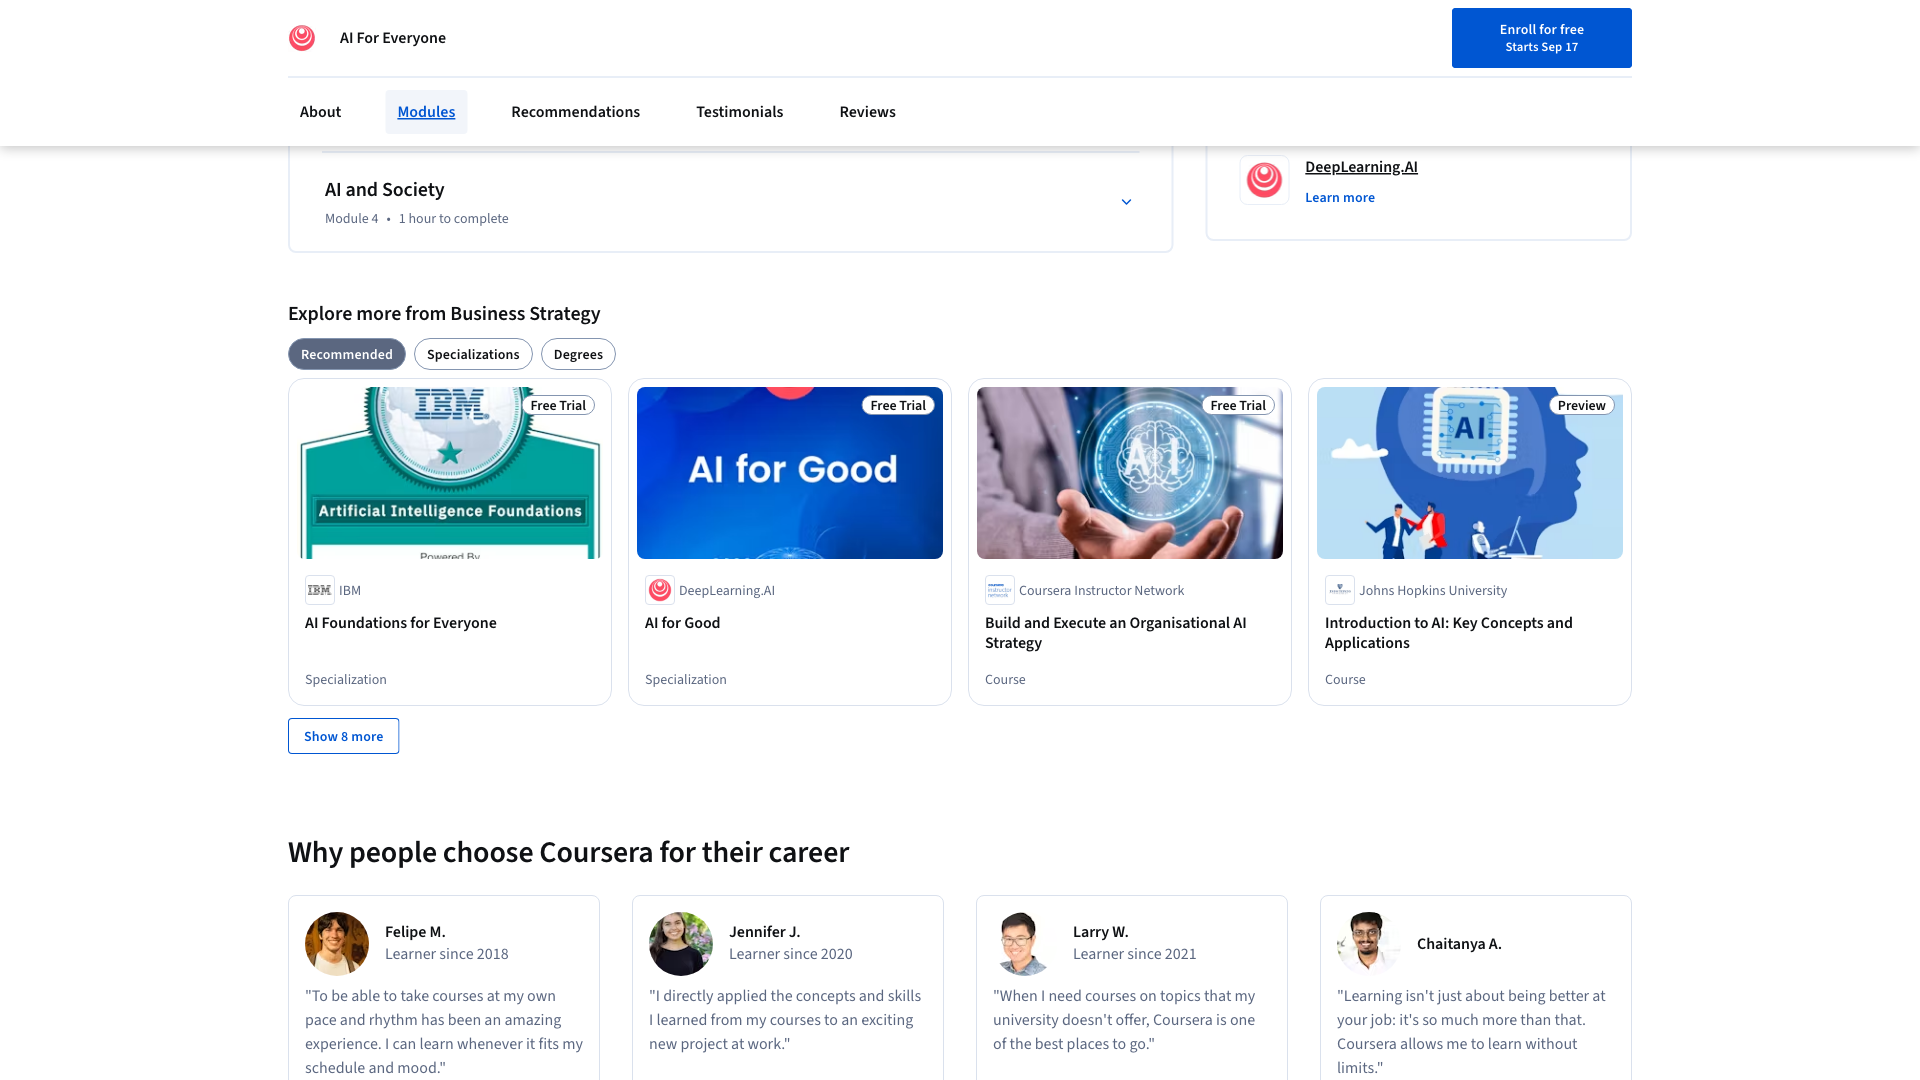 AI For Everyone
Enroll for free
Starts Sep 17
About
Modules
Recommendations
Testimonials
Reviews
AI and Society
Module 4 • 1 hour to complete
DeepLearning.AI
Learn more
Explore more from Business Strategy
Recommended
Specializations
Degrees
IBM
Free Trial
Artificial Intelligence Foundations
Powered By
IBM IBM
AI Foundations for Everyone
Specialization
Free Trial
AI for Good
DeepLearning.AI
AI for Good
Specialization
Free Trial
AI
Coursera Instructor Network
Build and Execute an Organisational AI
Strategy
Course
Preview
AI
Johns Hopkins University
Introduction to AI: Key Concepts and
Applications
Course
Show 8 more
Why people choose Coursera for their career
Felipe M.
Learner since 2018
"To be able to take courses at my own
pace and rhythm has been an amazing
experience. I can learn whenever it fits my
schedule and mood."
Jennifer J.
Learner since 2020
"I directly applied the concepts and skills
I learned from my courses to an exciting
new project at work."
Larry W.
Learner since 2021
"When I need courses on topics that my
university doesn't offer, Coursera is one
of the best places to go."
Chaitanya A.
"Learning isn't just about being better at
your job: it's so much more than that.
Coursera allows me to learn without
limits."